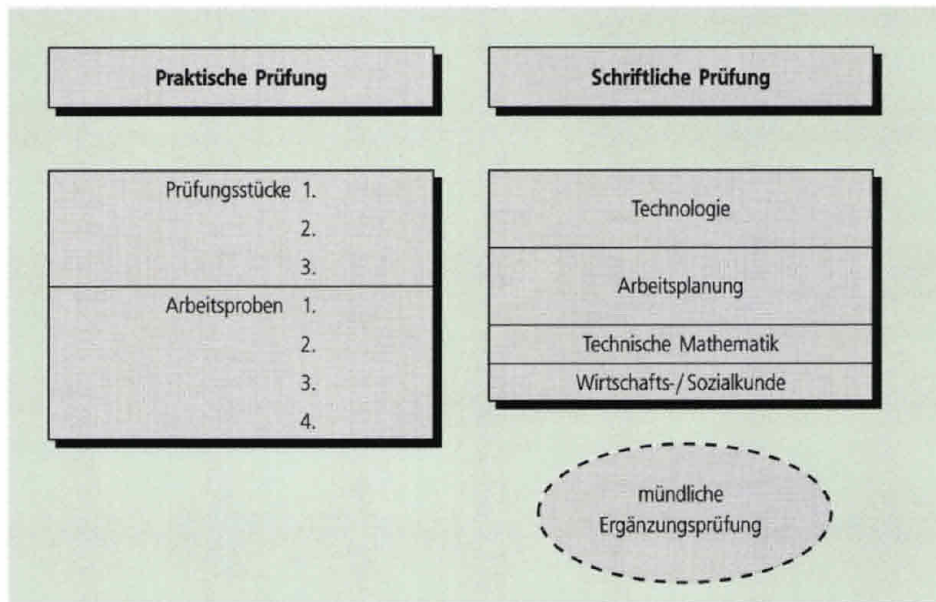 Praktische Prüfung
Prüfungsstücke 1.
2.
3.
Arbeitsproben 1.
2.
3.
4.
Schriftliche Prüfung
Technologie
Arbeitsplanung
Technische Mathematik
Wirtschafts-/ Sozialkunde
mündliche
Ergänzungsprüfung